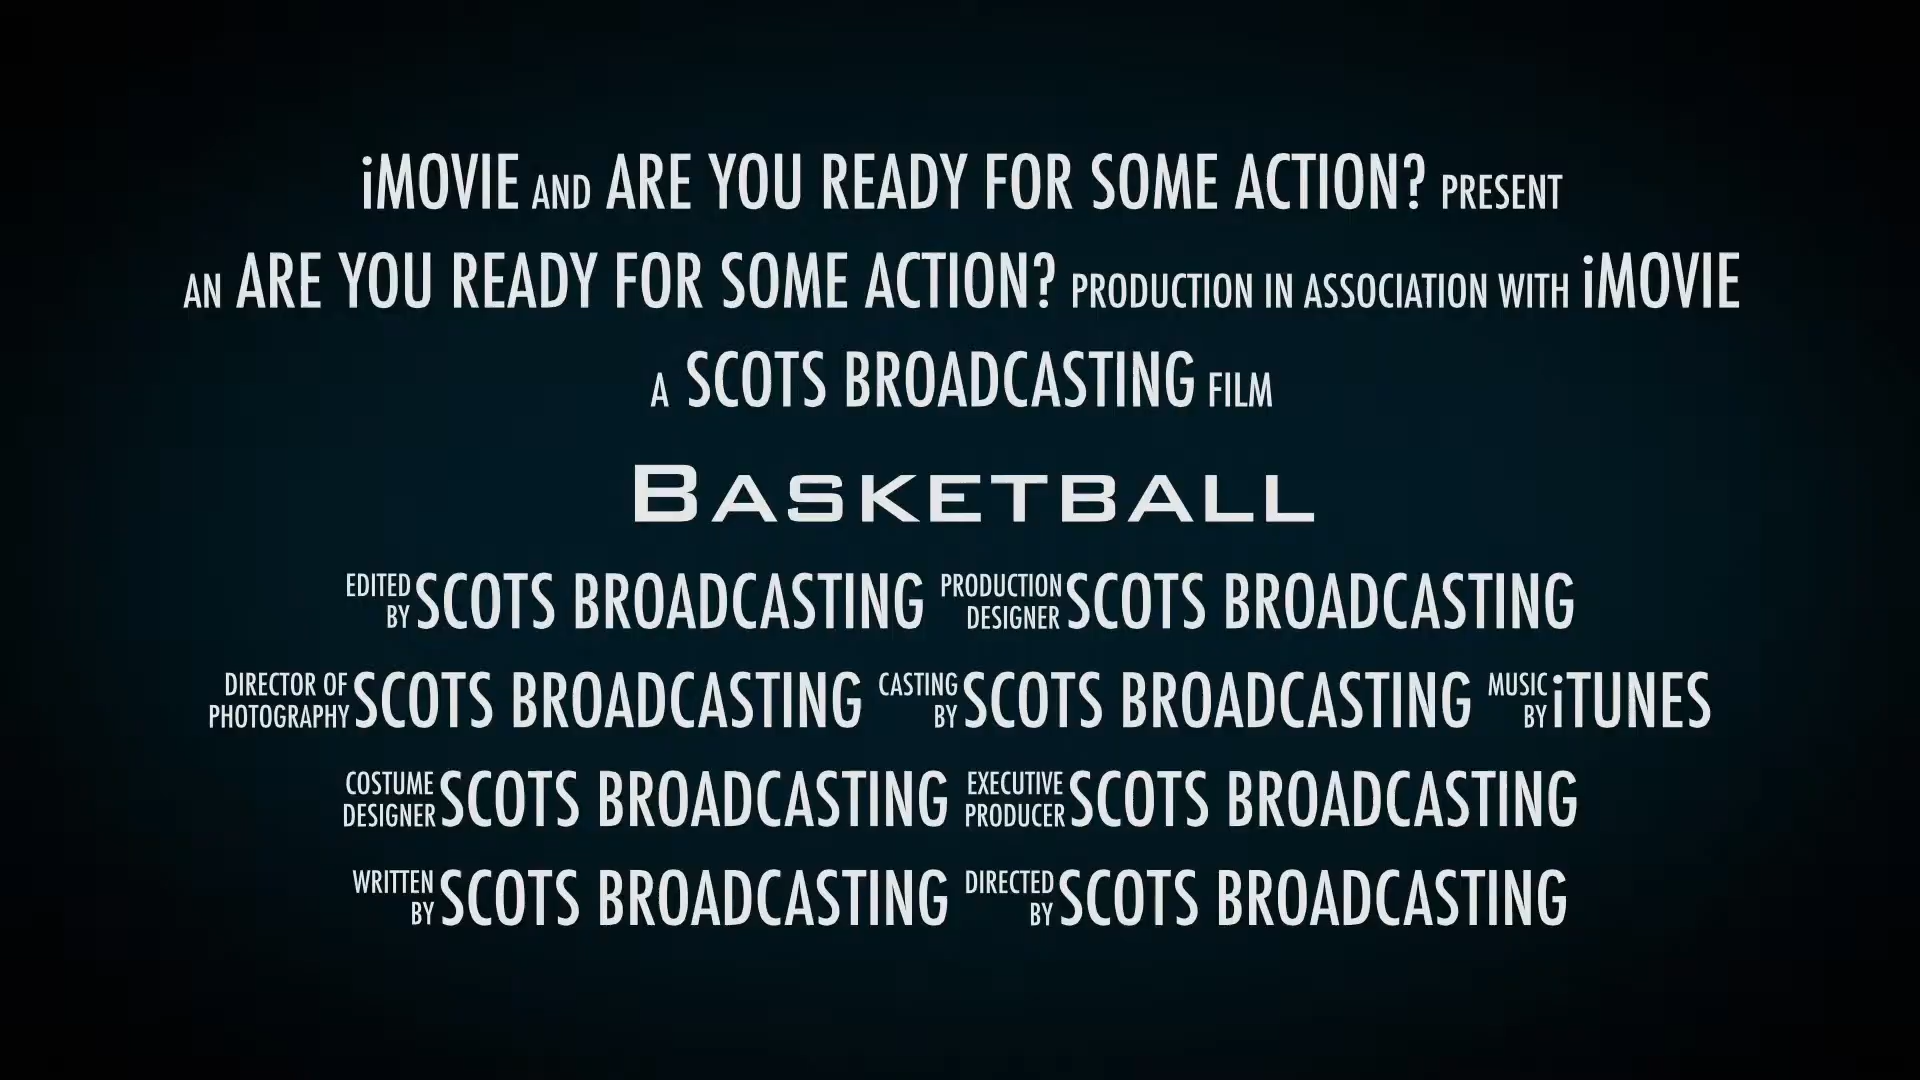 iMOVIE AND ARE YOU READY FOR SOME ACTION? PRESENT
AN ARE YOU READY FOR SOME ACTION? PRODUCTION IN ASSOCIATION WITH iMOVIE
A SCOTS BROADCASTING FILM
BASKETBALL
EDITED BY SCOTS BROADCASTING PRODUCTION DESIGNER SCOTS BROADCASTING
DIRECTOR OF PHOTOGRAPHY SCOTS BROADCASTING CASTING BY SCOTS BROADCASTING MUSIC BY iTUNES
COSTUME DESIGNER SCOTS BROADCASTING EXECUTIVE PRODUCER SCOTS BROADCASTING
WRITTEN BY SCOTS BROADCASTING DIRECTED BY SCOTS BROADCASTING